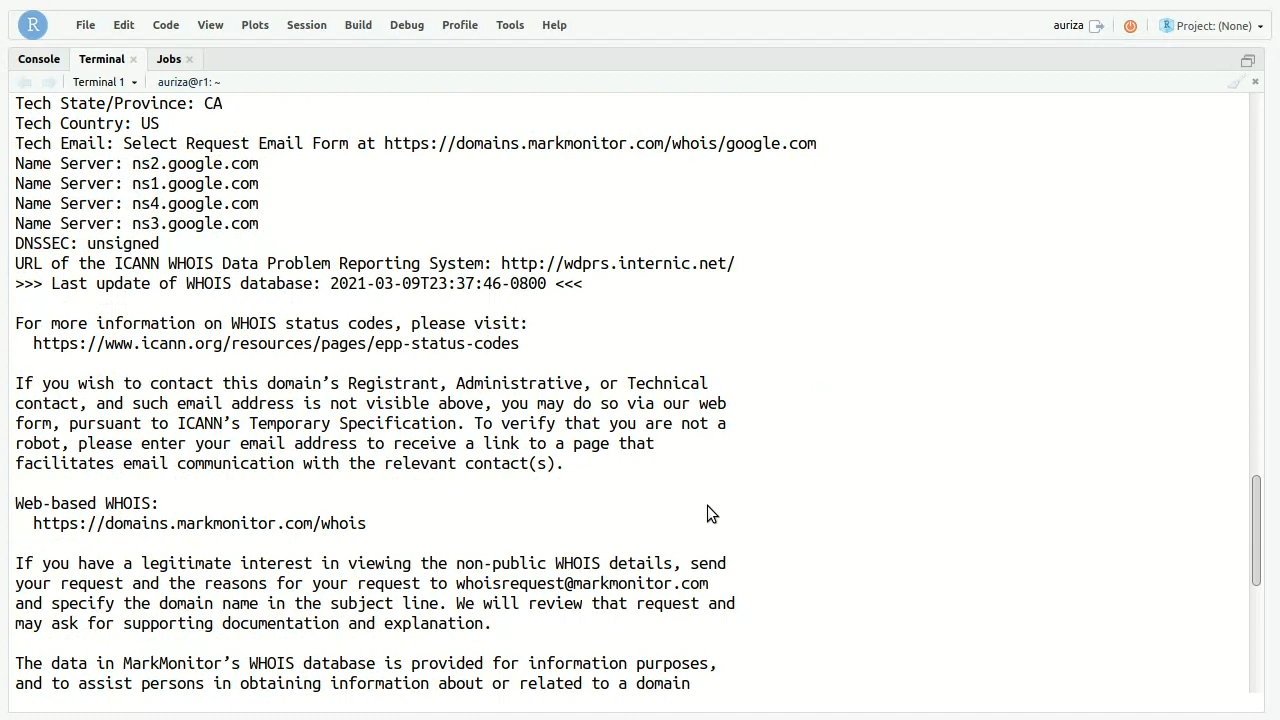 R File Edit Code View Plots Session Build Debug Profile Tools Help auriza Project: (None)
Console Terminal Jobs
Terminal 1 auriza@r1: ~
Tech State/Province: CA
Tech Country: US
Tech Email: Select Request Email Form at https://domains.markmonitor.com/whois/google.com
Name Server: ns2.google.com
Name Server: ns1.google.com
Name Server: ns4.google.com
Name Server: ns3.google.com
DNSSEC: unsigned
URL of the ICANN WHOIS Data Problem Reporting System: http://wdprs.internic.net/
>>> Last update of WHOIS database: 2021-03-09T23:37:46-0800 <<<
For more information on WHOIS status codes, please visit:
https://www.icann.org/resources/pages/epp-status-codes
If you wish to contact this domain’s Registrant, Administrative, or Technical
contact, and such email address is not visible above, you may do so via our web
form, pursuant to ICANN’s Temporary Specification. To verify that you are not a
robot, please enter your email address to receive a link to a page that
facilitates email communication with the relevant contact(s).
Web-based WHOIS:
https://domains.markmonitor.com/whois
If you have a legitimate interest in viewing the non-public WHOIS details, send
your request and the reasons for your request to whoisrequest@markmonitor.com
and specify the domain name in the subject line. We will review that request and
may ask for supporting documentation and explanation.
The data in MarkMonitor’s WHOIS database is provided for information purposes,
and to assist persons in obtaining information about or related to a domain